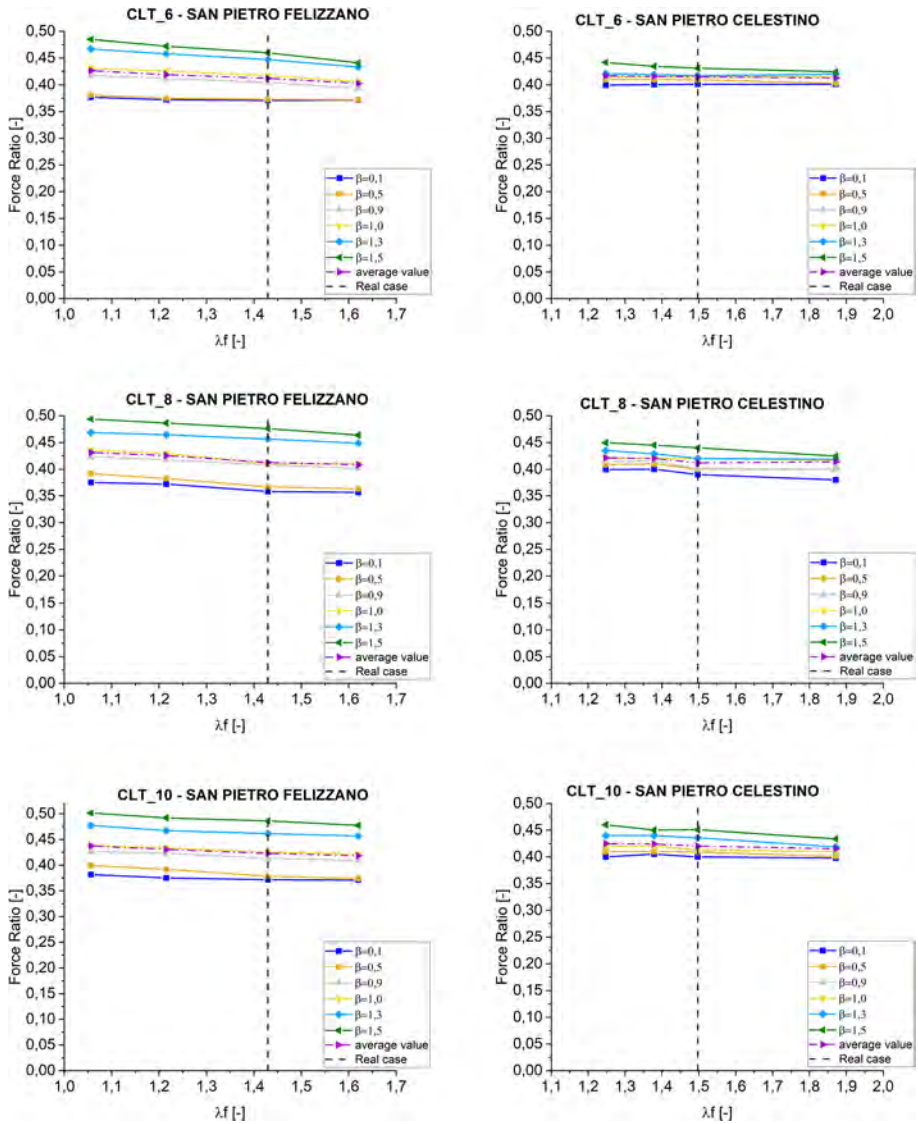 CLT_6 - SAN PIETRO FELIZZANO
0,50
0,45
0,40
0,35
0,30
0,25
0,20
0,15
0,10
0,05
0,00
Force Ratio [-]
β=0,1
β=0,5
β=0,9
β=1,0
β=1,3
β=1,5
average value
Real case
1,0 1,1 1,2 1,3 1,4 1,5 1,6 1,7
λf [-]
CLT_6 - SAN PIETRO CELESTINO
0,50
0,45
0,40
0,35
0,30
0,25
0,20
0,15
0,10
0,05
0,00
Force Ratio [-]
β=0,1
β=0,5
β=0,9
β=1,0
β=1,3
β=1,5
average value
Real case
1,1 1,2 1,3 1,4 1,5 1,6 1,7 1,8 1,9 2,0
λf [-]
CLT_8 - SAN PIETRO FELIZZANO
0,50
0,45
0,40
0,35
0,30
0,25
0,20
0,15
0,10
0,05
0,00
Force Ratio [-]
β=0,1
β=0,5
β=0,9
β=1,0
β=1,3
β=1,5
average value
Real case
1,0 1,1 1,2 1,3 1,4 1,5 1,6 1,7
λf [-]
CLT_8 - SAN PIETRO CELESTINO
0,50
0,45
0,40
0,35
0,30
0,25
0,20
0,15
0,10
0,05
0,00
Force Ratio [-]
β=0,1
β=0,5
β=0,9
β=1,0
β=1,3
β=1,5
average value
Real case
1,1 1,2 1,3 1,4 1,5 1,6 1,7 1,8 1,9 2,0
λf [-]
CLT_10 - SAN PIETRO FELIZZANO
0,50
0,45
0,40
0,35
0,30
0,25
0,20
0,15
0,10
0,05
0,00
Force Ratio [-]
β=0,1
β=0,5
β=0,9
β=1,0
β=1,3
β=1,5
average value
Real case
1,0 1,1 1,2 1,3 1,4 1,5 1,6 1,7
λf [-]
CLT_10 - SAN PIETRO CELESTINO
0,50
0,45
0,40
0,35
0,30
0,25
0,20
0,15
0,10
0,05
0,00
Force Ratio [-]
β=0,1
β=0,5
β=0,9
β=1,0
β=1,3
β=1,5
average value
Real case
1,1 1,2 1,3 1,4 1,5 1,6 1,7 1,8 1,9 2,0
λf [-]